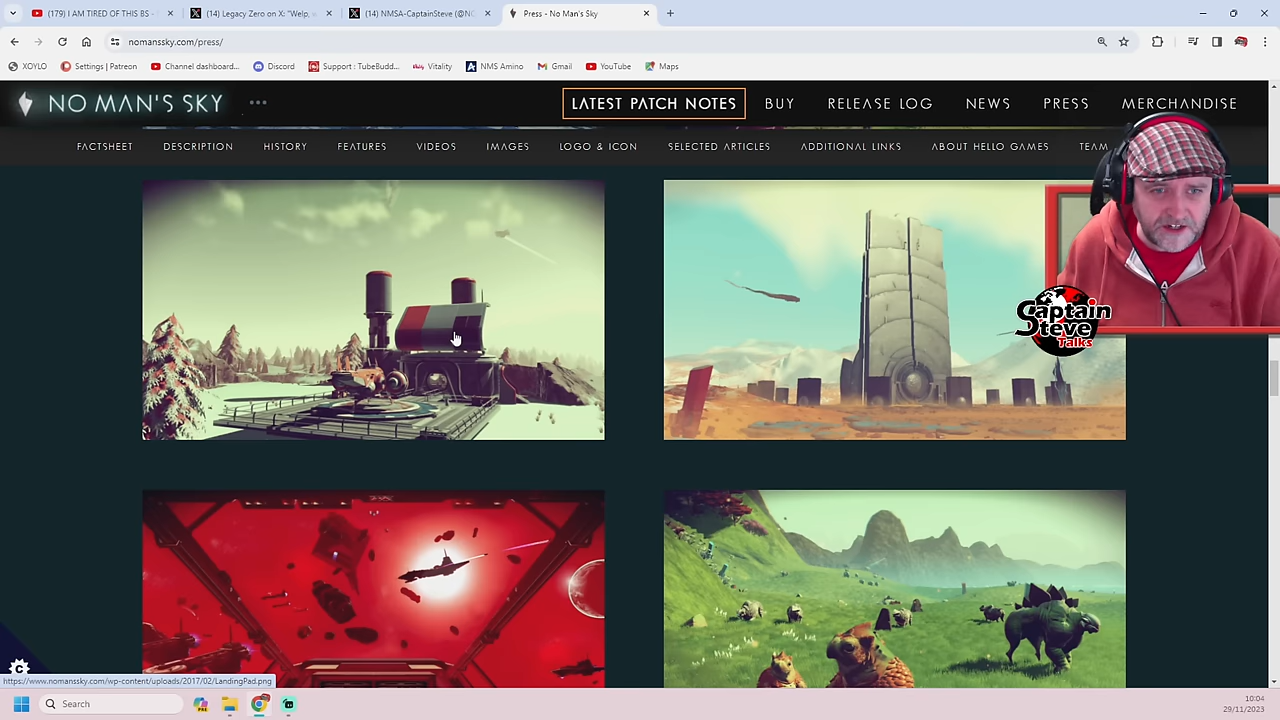 (179) I AM TIRED OF THIS BS -
(14) Legacy Zero on X: "Welp, w
(14) NMSA-CaptainSteve (@NC
Press - No Man's Sky
nomanssky.com/press/
XOYLO
Settings | Patreon
Channel dashboard...
Discord
Support : TubeBudd...
Vitality
NMS Amino
Gmail
YouTube
Maps
NO MAN'S SKY
LATEST PATCH NOTES
BUY
RELEASE LOG
NEWS
PRESS
MERCHANDISE
FACTSHEET
DESCRIPTION
HISTORY
FEATURES
VIDEOS
IMAGES
LOGO & ICON
SELECTED ARTICLES
ADDITIONAL LINKS
ABOUT HELLO GAMES
TEAM
Captain
Steve
Talks
https://www.nomanssky.com/wp-content/uploads/2017/02/LandingPad.png
Search
10:04
29/11/2023